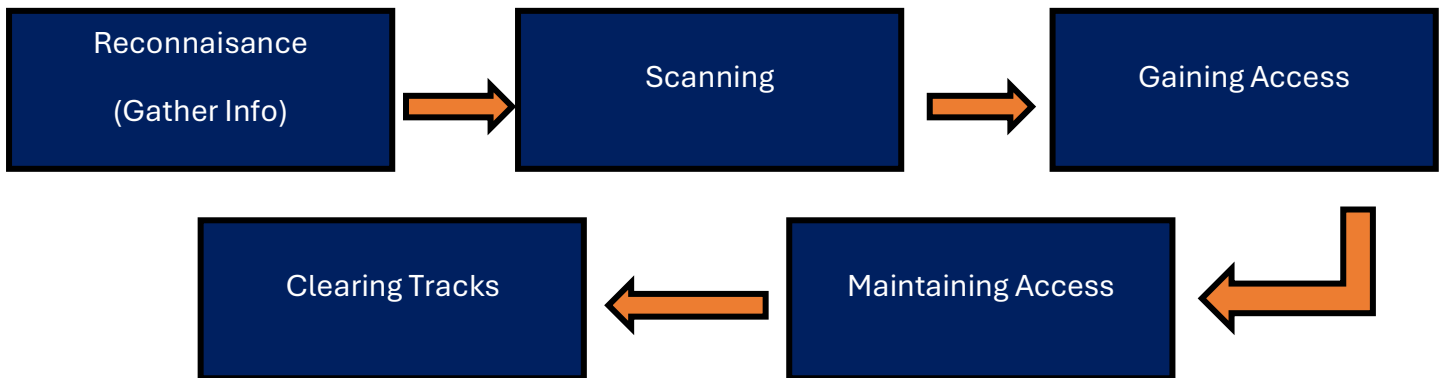 Reconnaisance
(Gather Info)
Scanning
Gaining Access
Maintaining Access
Clearing Tracks